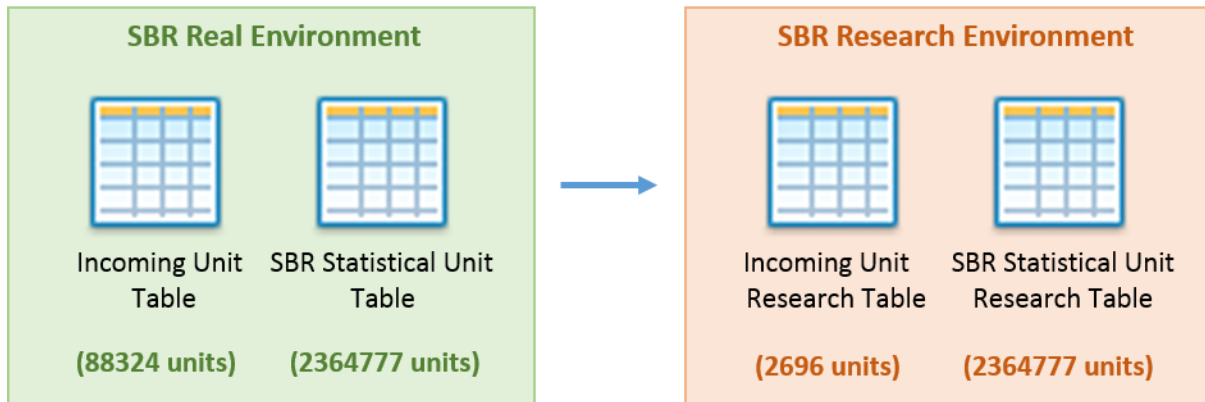 SBR Real Environment
Incoming Unit
Table
(88324 units)
SBR Statistical Unit
Table
(2364777 units)
SBR Research Environment
Incoming Unit
Research Table
(2696 units)
SBR Statistical Unit
Research Table
(2364777 units)